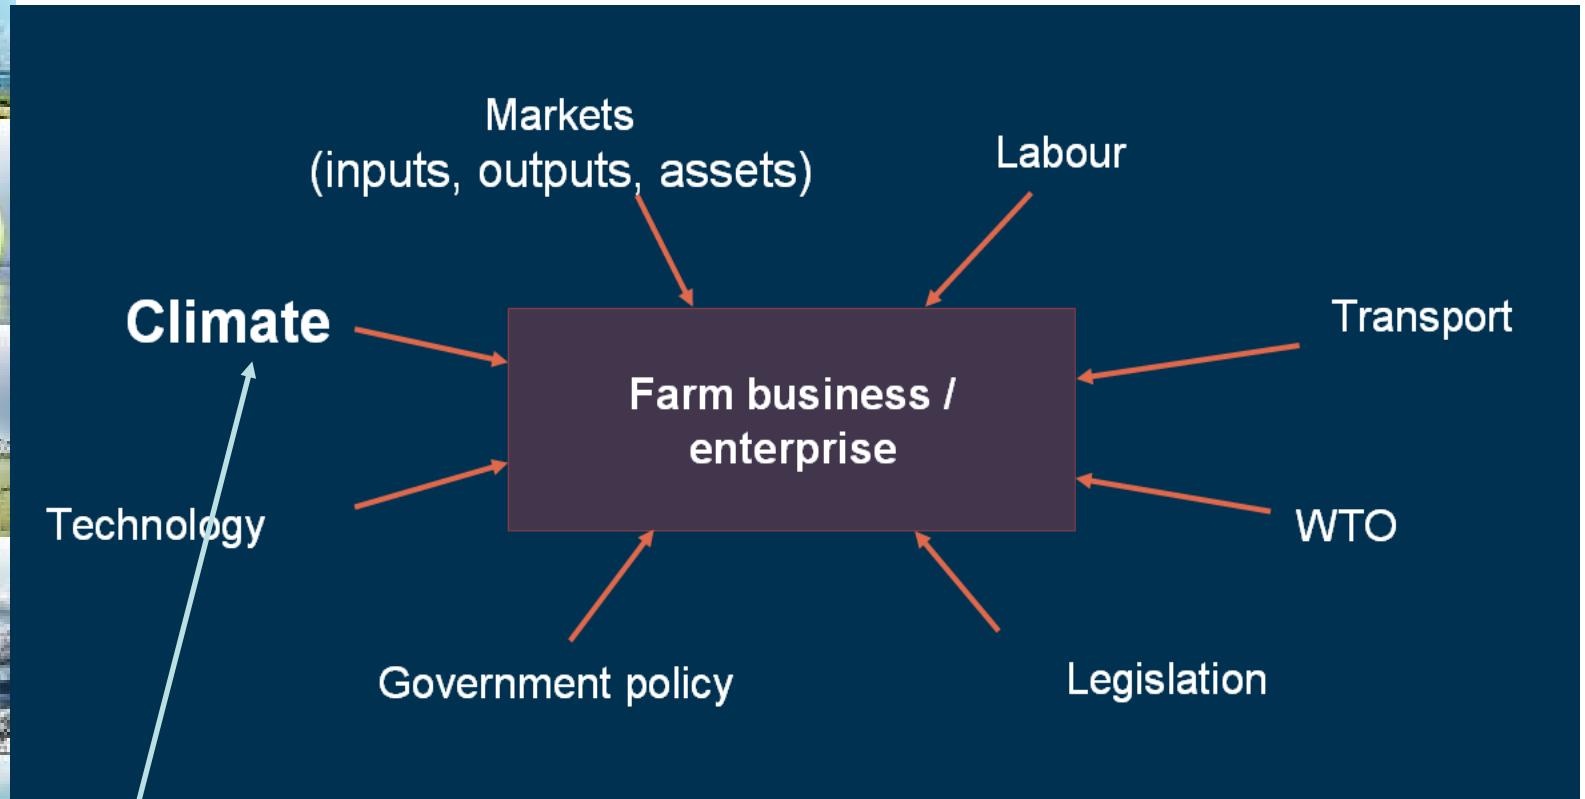 Markets
(inputs, outputs, assets)
Labour
Climate
Transport
Farm business /
enterprise
Technology
WTO
Government policy
Legislation